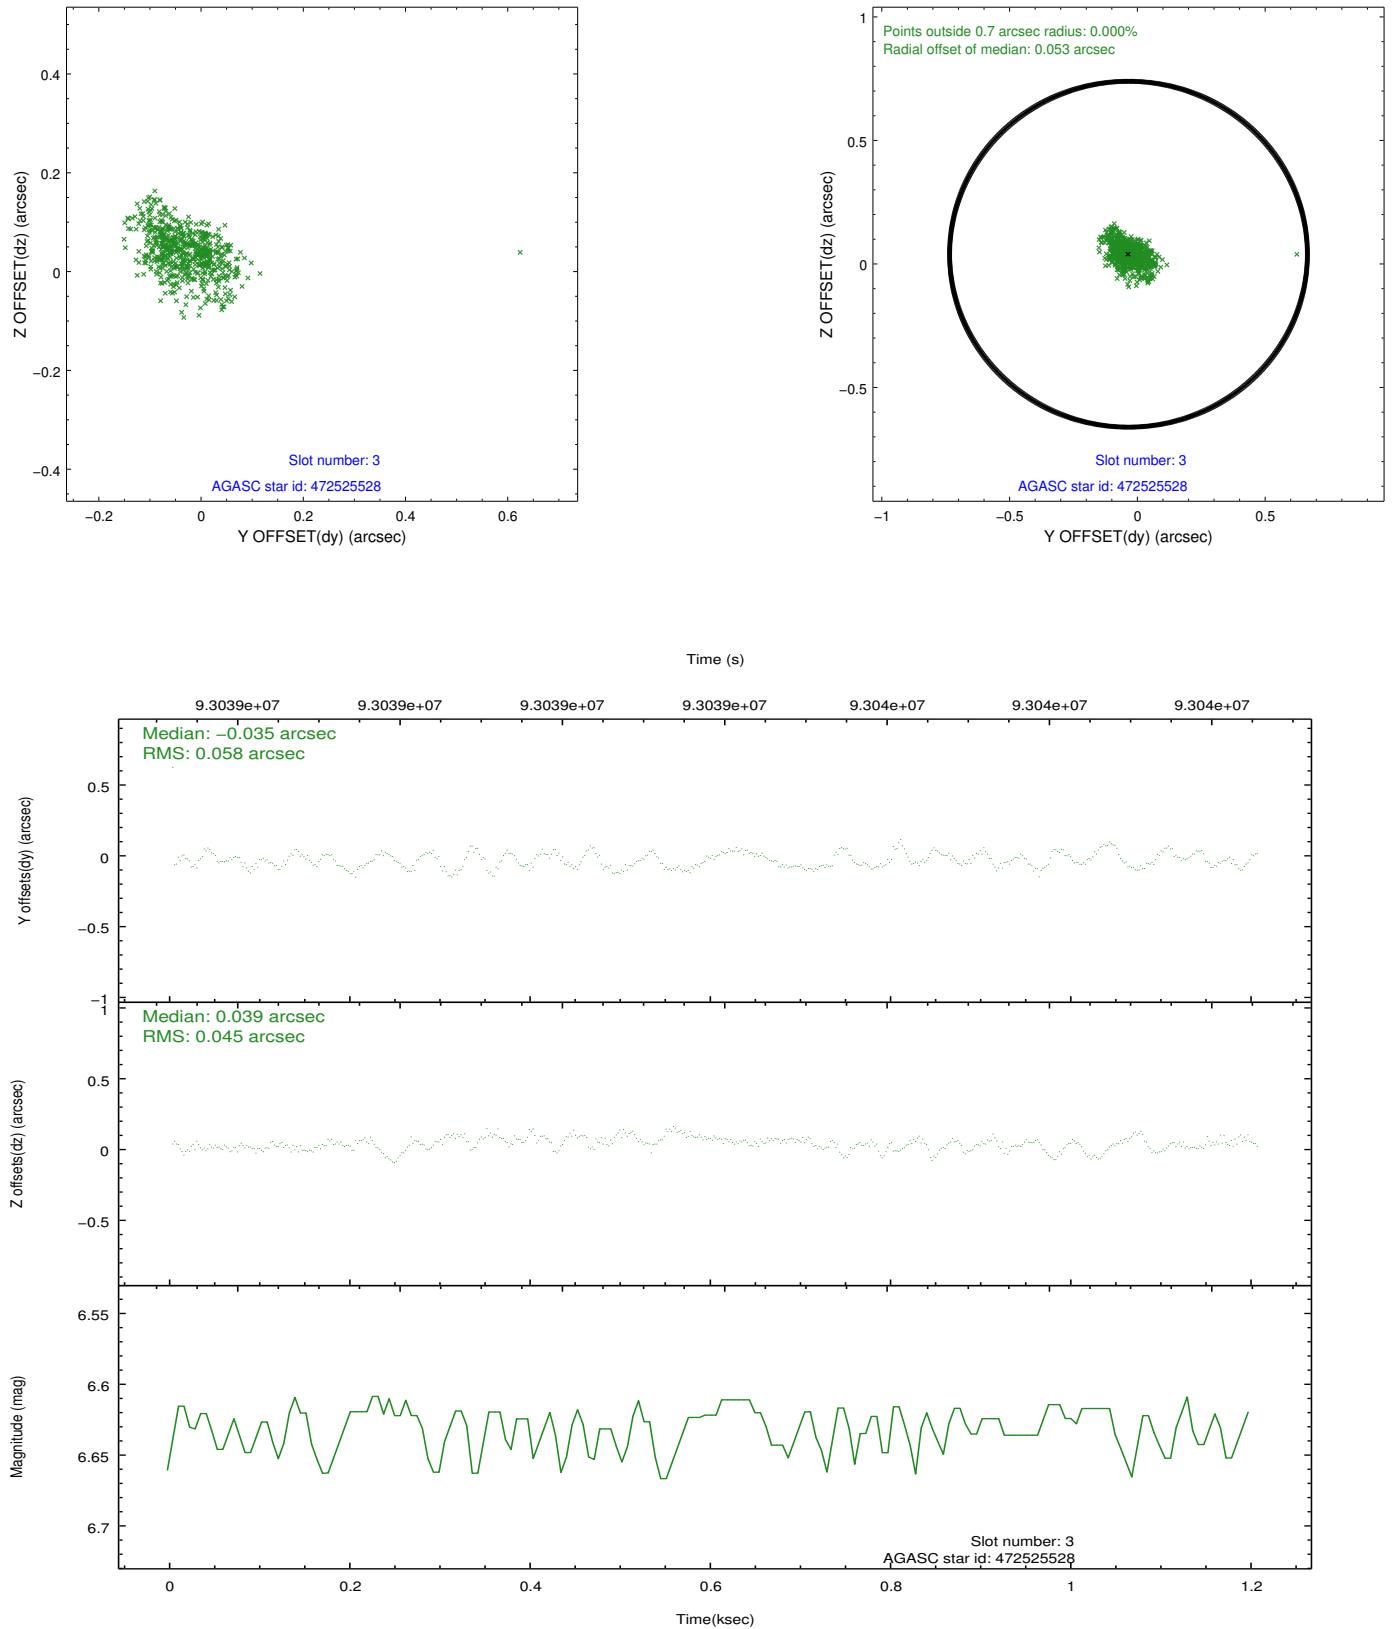 0.4
0.2
0
−0.2
−0.4
Z OFFSET(dz) (arcsec)
Slot number: 3
AGASC star id: 472525528
−0.2 0 0.2 0.4 0.6
Y OFFSET(dy) (arcsec)
Points outside 0.7 arcsec radius: 0.000%
Radial offset of median: 0.053 arcsec
1
0.5
0
−0.5
Z OFFSET(dz) (arcsec)
Slot number: 3
AGASC star id: 472525528
−1 −0.5 0 0.5
Y OFFSET(dy) (arcsec)
Time (s)
9.3039e+07 9.3039e+07 9.3039e+07 9.3039e+07 9.304e+07 9.304e+07 9.304e+07
Median: −0.035 arcsec
RMS: 0.058 arcsec
0.5
0
−0.5
−1
Y offsets(dy) (arcsec)
Median: 0.039 arcsec
RMS: 0.045 arcsec
1
0.5
0
−0.5
Z offsets(dz) (arcsec)
6.55
6.6
6.65
6.7
Magnitude (mag)
Slot number: 3
AGASC star id: 472525528
0 0.2 0.4 0.6 0.8 1 1.2
Time(ksec)